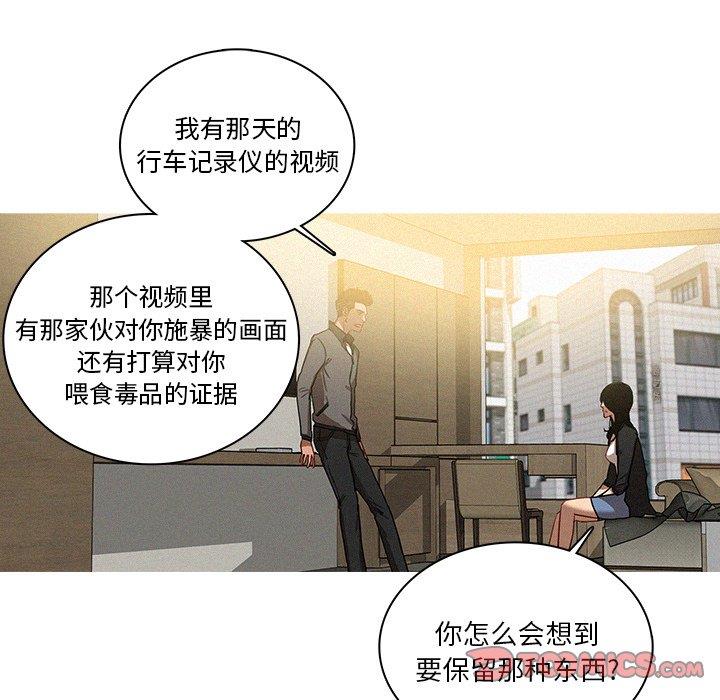 我有那天的
行车记录仪的视频
那个视频里
有那家伙对你施暴的画面
还有打算对你
喂食毒品的证据
你怎么会想到
要保留那种东西?
TOOMICS.COM